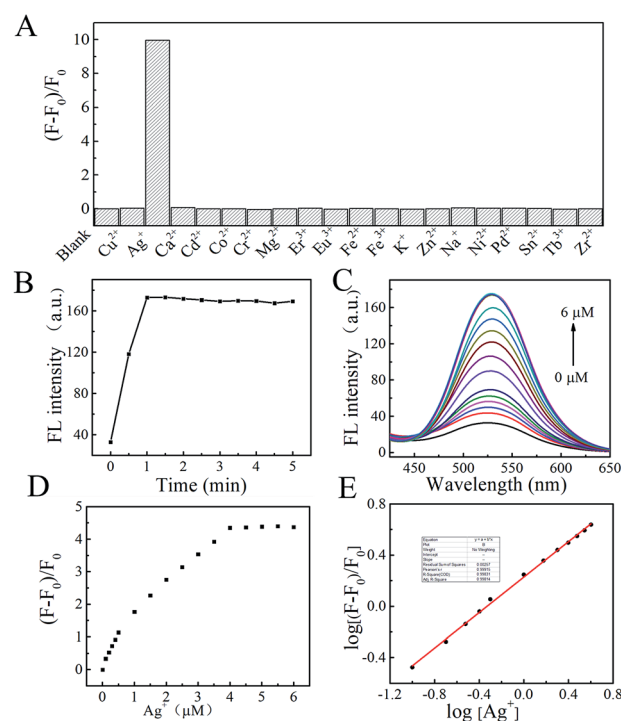 A
(F-F0)/F0
10
8
6
4
2
0
Blank
Cu2+
Ag+
Ca2+
Cd2+
Co2+
Cr2+
Mg2+
Er3+
Eu3+
Fe2+
Fe3+
K+
Zn2+
Na+
Ni2+
Pd2+
Sn2+
Tb3+
Zr2+
B
FL intensity (a.u.)
160
120
80
40
0 1 2 3 4 5
Time (min)
C
FL intensity (a.u.)
160
120
80
40
0
6 μM
0 μM
450 500 550 600 650
Wavelength (nm)
D
(F-F0)/F0
5
4
3
2
1
0
0 1 2 3 4 5 6
Ag+ (μM)
E
log[(F-F0)/F0]
0.8
0.4
0.0
-0.4
Equation y = a + b*x
Plot B
Weight No Weighting
Intercept --
Slope --
Residual Sum of Squares
Pearson's r
R-Square(COD)
Adj. R-Square
-1.2 -0.8 -0.4 0.0 0.4 0.8
log [Ag+]